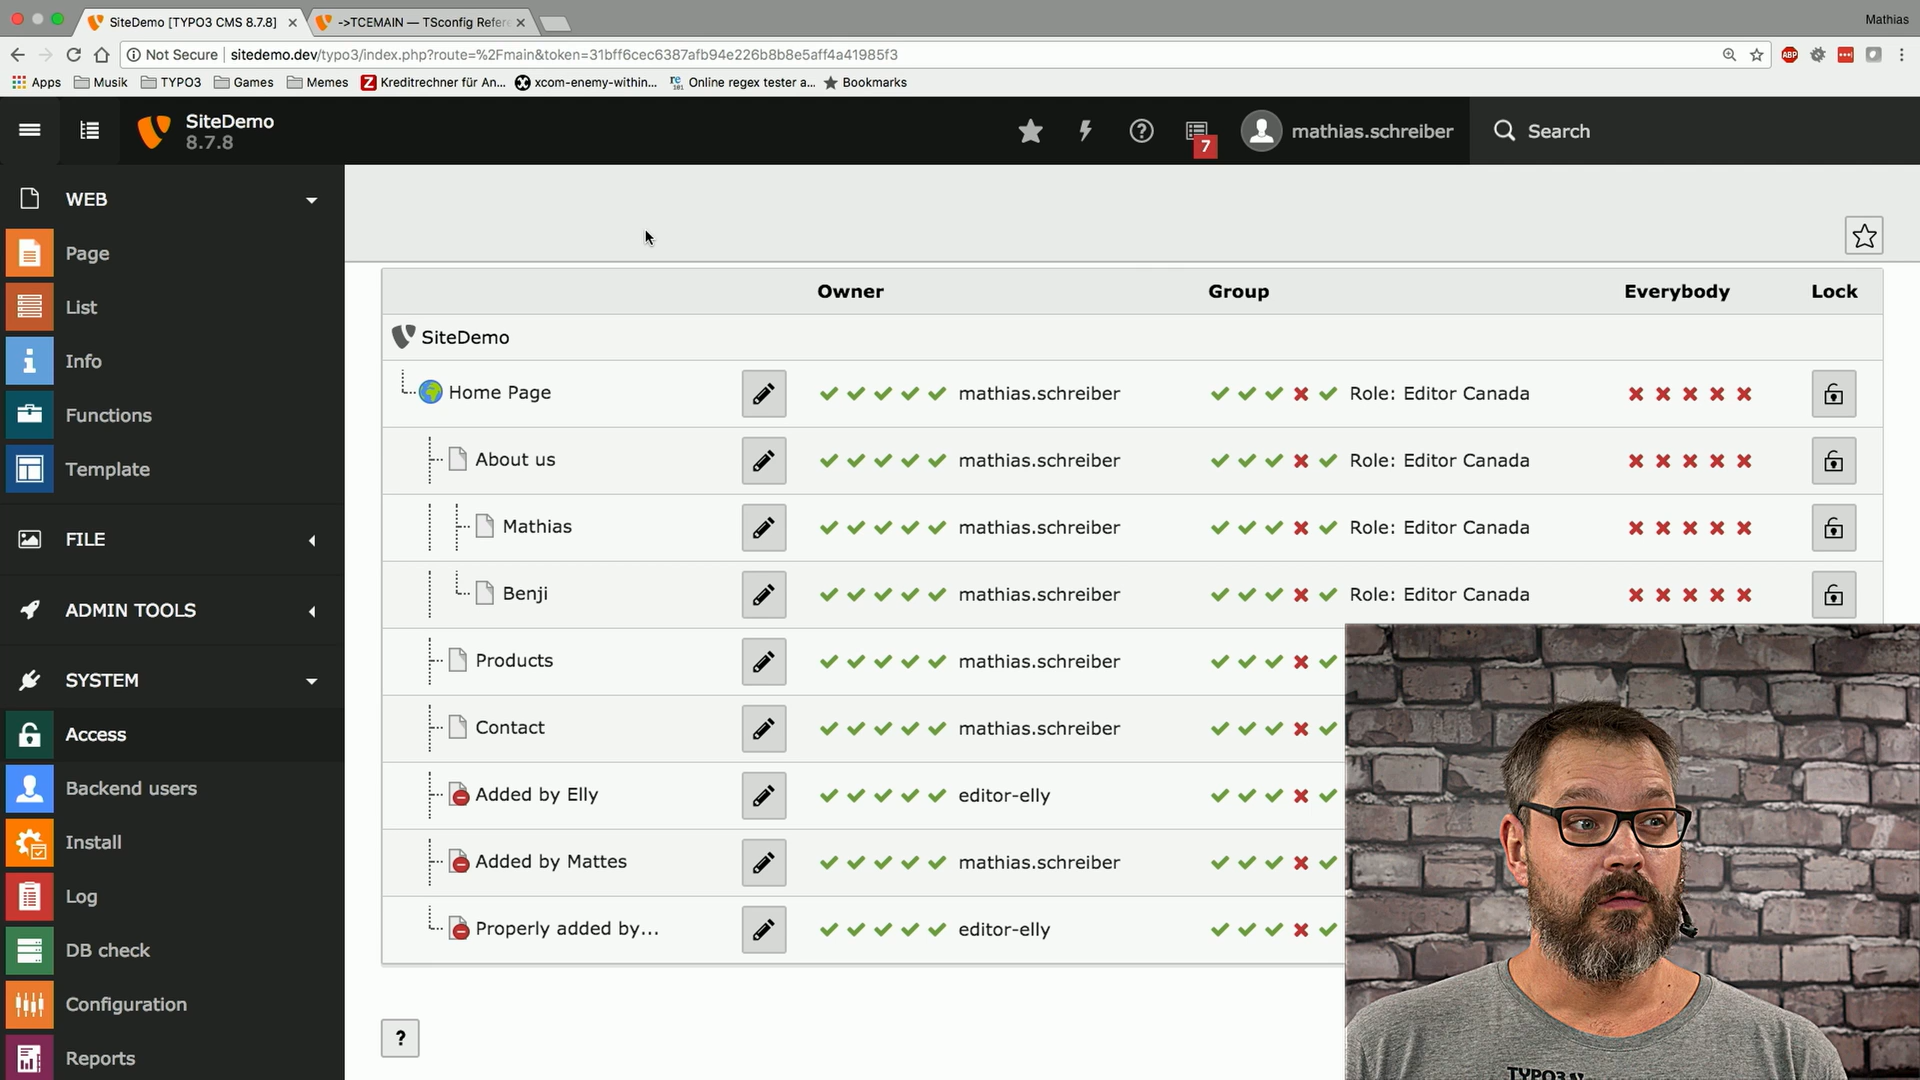 SiteDemo [TYPO3 CMS 8.7.8]
->TCEMAIN — TSconfig Refere
Mathias
Not Secure
sitedemo.dev/typo3/index.php?route=%2Fmain&token=31bff6cec6387afb94e226b8b8e5aff4a41985f3
ABP
Apps
Musik
TYPO3
Games
Memes
Kreditrechner für An...
xcom-enemy-within...
Online regex tester a...
Bookmarks
SiteDemo
8.7.8
7
mathias.schreiber
Search
WEB
Page
List
Info
Functions
Template
FILE
ADMIN TOOLS
SYSTEM
Access
Backend users
Install
Log
DB check
Configuration
Reports
Owner Group Everybody Lock
SiteDemo
Home Page mathias.schreiber Role: Editor Canada
About us mathias.schreiber Role: Editor Canada
Mathias mathias.schreiber Role: Editor Canada
Benji mathias.schreiber Role: Editor Canada
Products mathias.schreiber
Contact mathias.schreiber
Added by Elly editor-elly
Added by Mattes mathias.schreiber
Properly added by... editor-elly
?
TYPO3